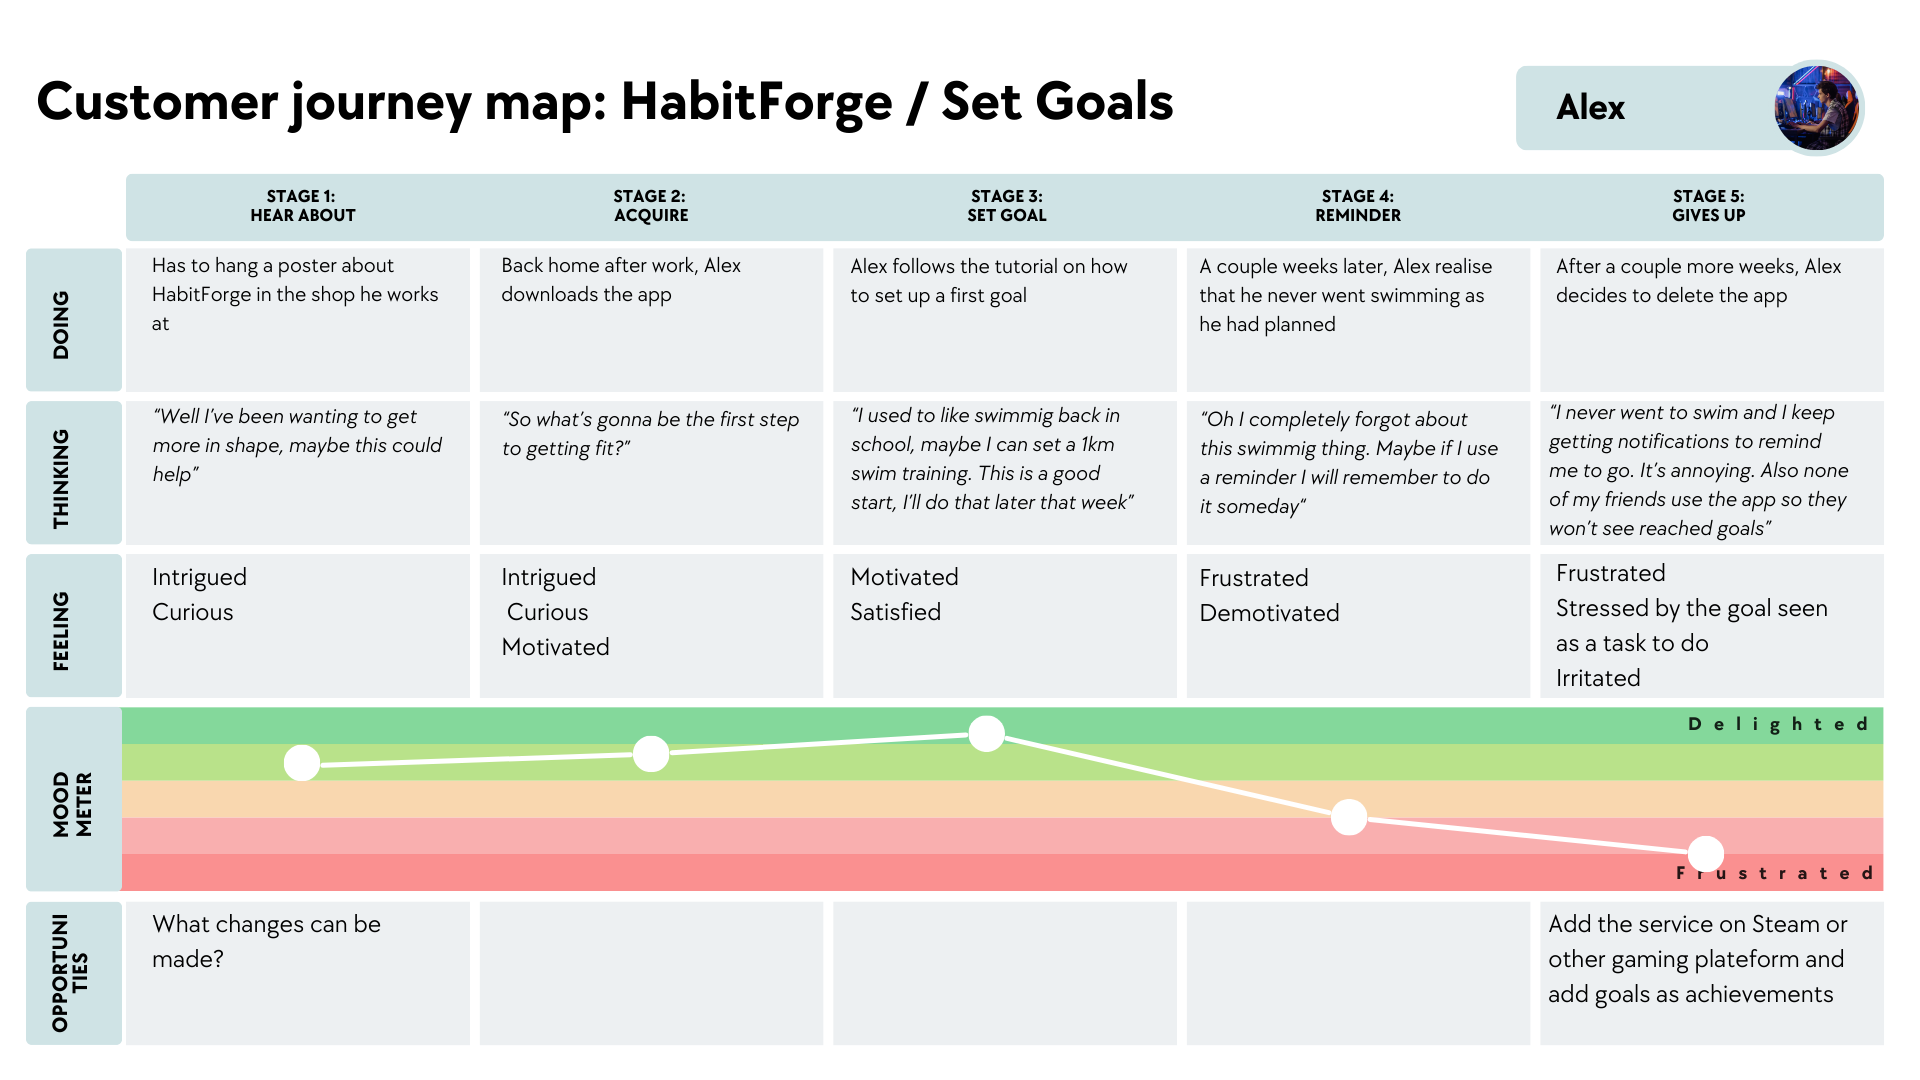 Customer journey map: HabitForge / Set Goals
Alex
STAGE 1:
HEAR ABOUT
STAGE 2:
ACQUIRE
STAGE 3:
SET GOAL
STAGE 4:
REMINDER
STAGE 5:
GIVES UP
DOING
Has to hang a poster about
HabitForge in the shop he works
at
Back home after work, Alex
downloads the app
Alex follows the tutorial on how
to set up a first goal
A couple weeks later, Alex realise
that he never went swimming as
he had planned
After a couple more weeks, Alex
decides to delete the app
THINKING
“Well I’ve been wanting to get
more in shape, maybe this could
help”
“So what’s gonna be the first step
to getting fit?”
“I used to like swimmig back in
school, maybe I can set a 1km
swim training. This is a good
start, I’ll do that later that week”
“Oh I completely forgot about
this swimmig thing. Maybe if I use
a reminder I will remember to do
it someday“
“I never went to swim and I keep
getting notifications to remind
me to go. It’s annoying. Also none
of my friends use the app so they
won’t see reached goals”
FEELING
Intrigued
Curious
Intrigued
Curious
Motivated
Motivated
Satisfied
Frustrated
Demotivated
Frustrated
Stressed by the goal seen
as a task to do
Irritated
MOOD
METER
Delighted
Frustrated
OPPORTUNI
TIES
What changes can be
made?
Add the service on Steam or
other gaming plateform and
add goals as achievements